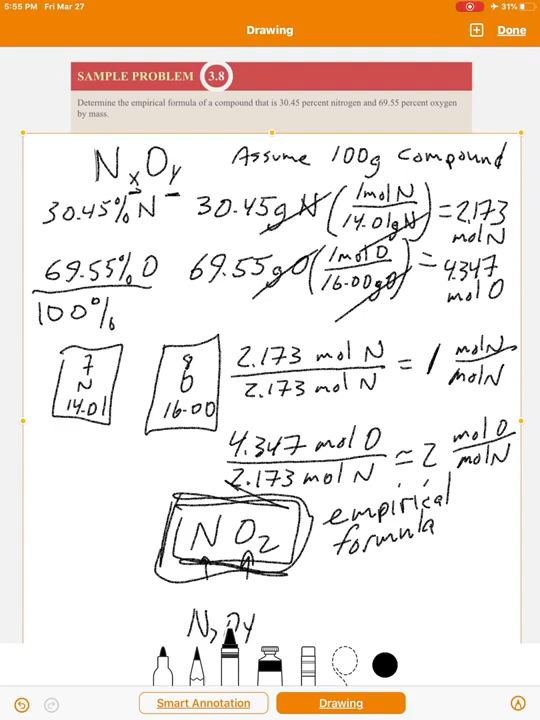 5:55 PM Fri Mar 27
31%
Drawing
Done
SAMPLE PROBLEM 3.8
Determine the empirical formula of a compound that is 30.45 percent nitrogen and 69.55 percent oxygen
by mass.
NxOy Assume 100g compound
30.45% N 30.45g N (1 mol N / 14.01g N) = 2.173 mol N
69.55% O 69.55g O (1 mol O / 16.00g O) = 4.347 mol O
100%
7
N
14.01
8
O
16.00
2.173 mol N / 2.173 mol N = 1 mol N / mol N
4.347 mol O / 2.173 mol N ≈ 2 mol O / mol N
NO2 empirical
formula
Smart Annotation
Drawing